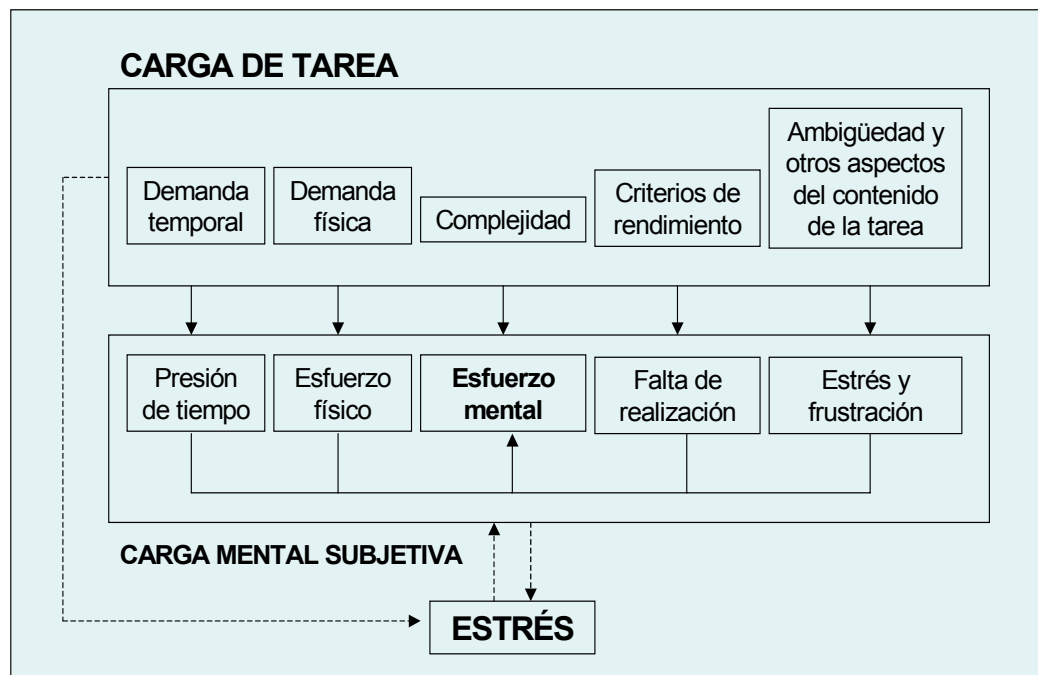 CARGA DE TAREA
Demanda
temporal
Demanda
física
Complejidad
Criterios de
rendimiento
Ambigüedad y
otros aspectos
del contenido
de la tarea
Presión
de tiempo
Esfuerzo
físico
Esfuerzo
mental
Falta de
realización
Estrés y
frustración
CARGA MENTAL SUBJETIVA
ESTRÉS